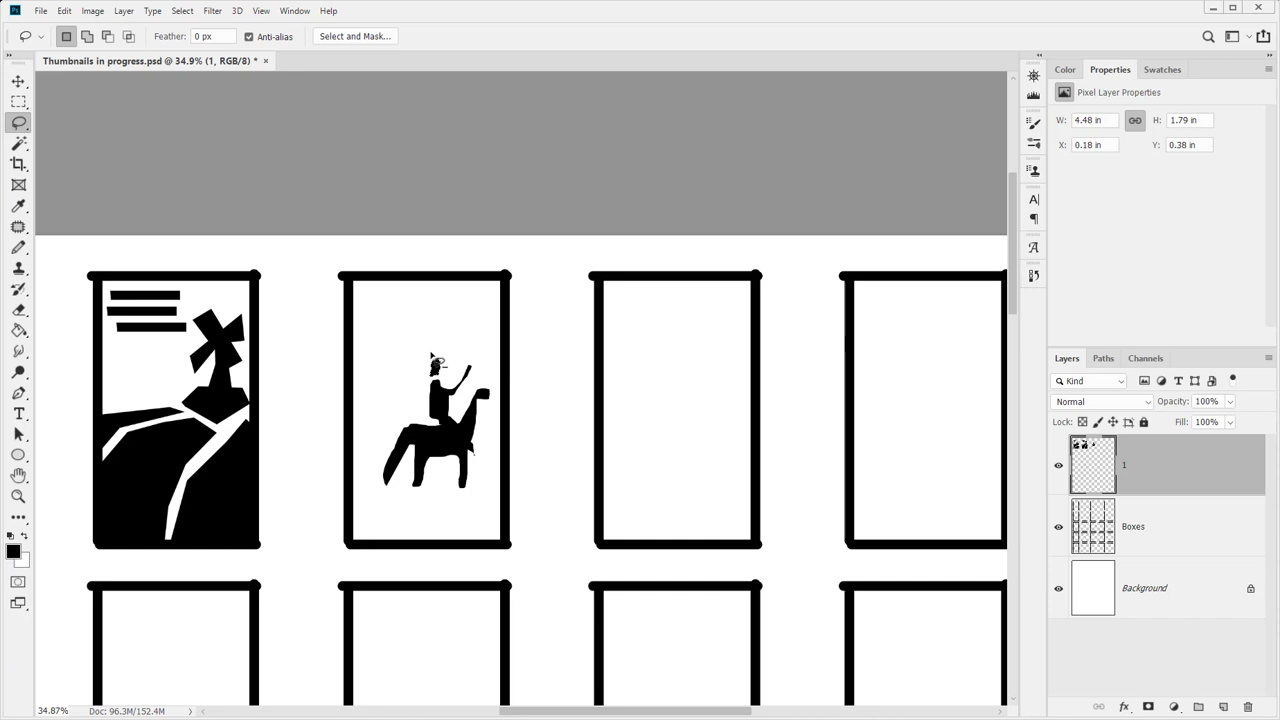 Ps File Edit Image Layer Type Select Filter 3D View Window Help
Feather: 0 px Anti-alias Select and Mask...
Thumbnails in progress.psd @ 34.9% (1, RGB/8) * ×
Color Properties Swatches
Pixel Layer Properties
W: 4.48 in H: 1.79 in
X: 0.18 in Y: 0.38 in
Layers Paths Channels
Kind
Normal Opacity: 100%
Lock: Fill: 100%
1
Boxes
Background
34.87% Doc: 96.3M/152.4M